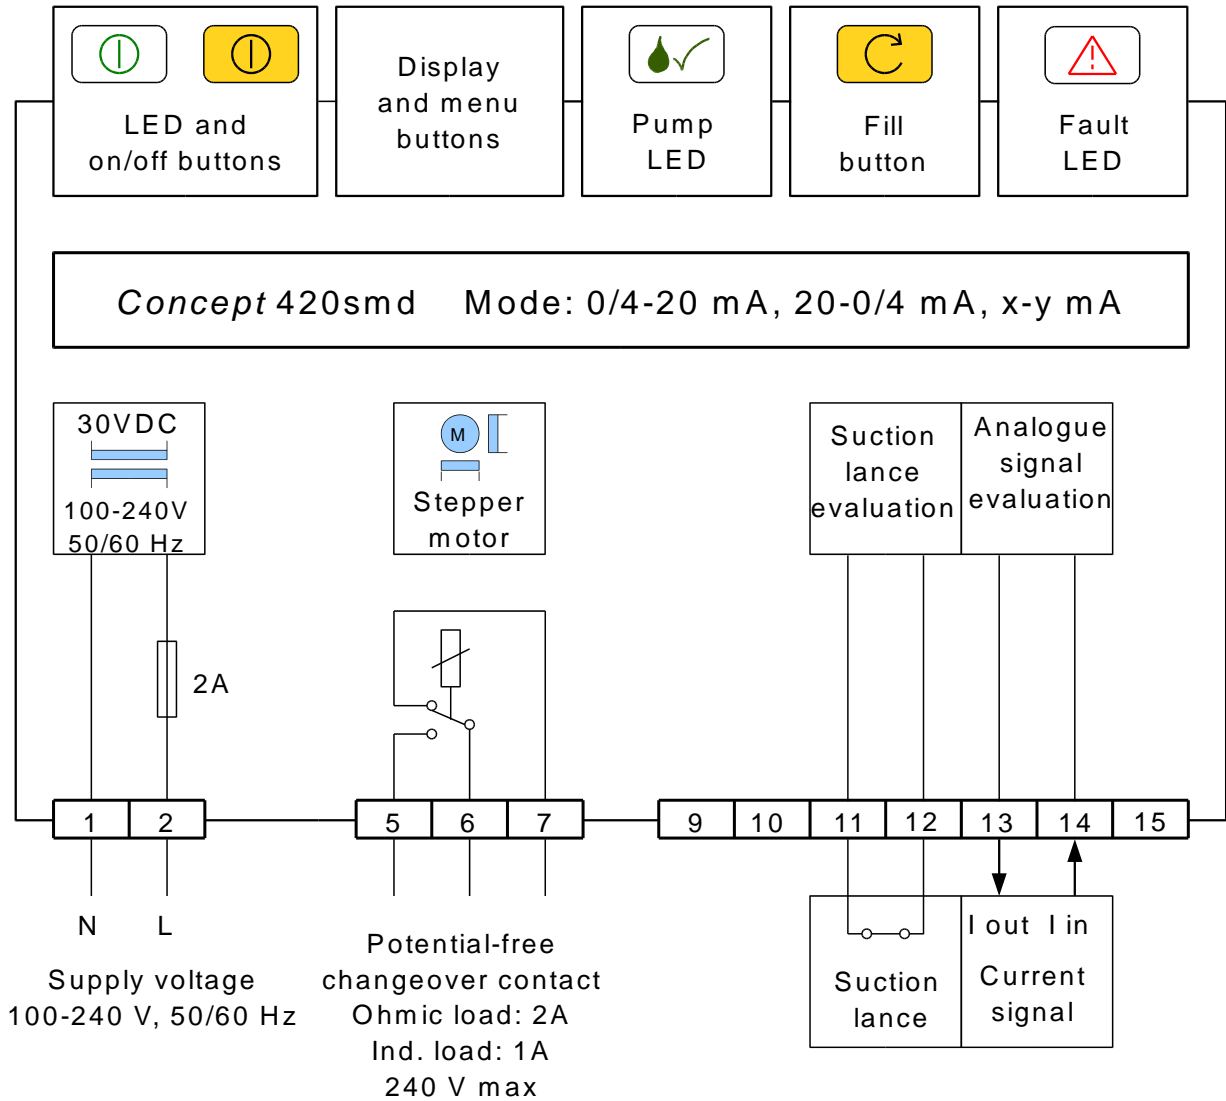 LED and
on/off buttons
Display
and menu
buttons
Pump
LED
Fill
button
Fault
LED
Concept 420smd Mode: 0/4-20 mA, 20-0/4 mA, x-y mA
30VDC
100-240V
50/60 Hz
M
Stepper
motor
Suction
lance
evaluation
Analogue
signal
evaluation
2A
1 2 5 6 7 9 10 11 12 13 14 15
N L
Supply voltage
100-240 V, 50/60 Hz
Potential-free
changeover contact
Ohmic load: 2A
Ind. load: 1A
240 V max
Suction
lance
I out I in
Current
signal